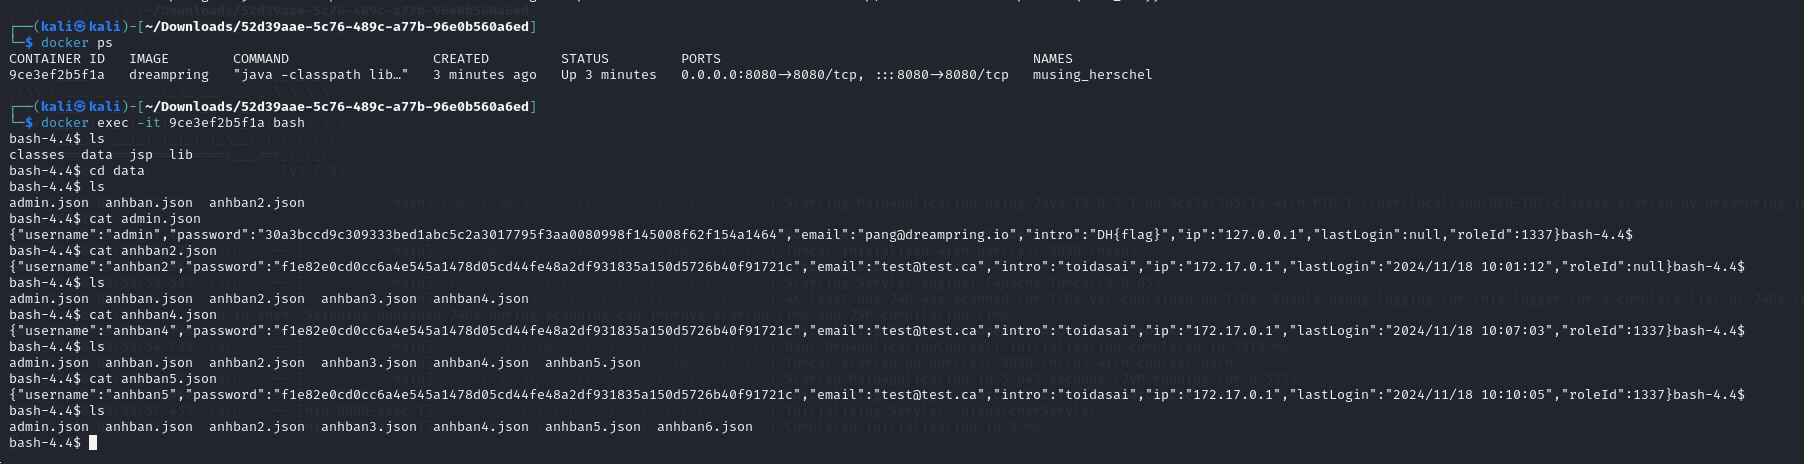 ┌──(kali㉿kali)-[~/Downloads/52d39aae-5c76-489c-a77b-96e0b560a6ed]
└─$ docker ps
CONTAINER ID   IMAGE        COMMAND                  CREATED         STATUS         PORTS                                       NAMES
9ce3ef2b5f1a   dreampring   "java -classpath lib…"   3 minutes ago   Up 3 minutes   0.0.0.0:8080→8080/tcp, :::8080→8080/tcp   musing_herschel
┌──(kali㉿kali)-[~/Downloads/52d39aae-5c76-489c-a77b-96e0b560a6ed]
└─$ docker exec -it 9ce3ef2b5f1a bash
bash-4.4$ ls
classes  data  jsp  lib
bash-4.4$ cd data
bash-4.4$ ls
admin.json  anhban.json  anhban2.json
bash-4.4$ cat admin.json
{"username":"admin","password":"30a3bccd9c309333bed1abc5c2a3017795f3aa0080998f145008f62f154a1464","email":"pang@dreampring.io","intro":"DH{flag}","ip":"127.0.0.1","lastLogin":null,"roleId":1337}bash-4.4$
bash-4.4$ cat anhban2.json
{"username":"anhban2","password":"f1e82e0cd0cc6a4e545a1478d05cd44fe48a2df931835a150d5726b40f91721c","email":"test@test.ca","intro":"toidasai","ip":"172.17.0.1","lastLogin":"2024/11/18 10:01:12","roleId":null}bash-4.4$
bash-4.4$ ls
admin.json  anhban.json  anhban2.json  anhban3.json  anhban4.json
bash-4.4$ cat anhban4.json
{"username":"anhban4","password":"f1e82e0cd0cc6a4e545a1478d05cd44fe48a2df931835a150d5726b40f91721c","email":"test@test.ca","intro":"toidasai","ip":"172.17.0.1","lastLogin":"2024/11/18 10:07:03","roleId":1337}bash-4.4$
bash-4.4$ ls
admin.json  anhban.json  anhban2.json  anhban3.json  anhban4.json  anhban5.json
bash-4.4$ cat anhban5.json
{"username":"anhban5","password":"f1e82e0cd0cc6a4e545a1478d05cd44fe48a2df931835a150d5726b40f91721c","email":"test@test.ca","intro":"toidasai","ip":"172.17.0.1","lastLogin":"2024/11/18 10:10:05","roleId":1337}bash-4.4$
bash-4.4$ ls
admin.json  anhban.json  anhban2.json  anhban3.json  anhban4.json  anhban5.json  anhban6.json
bash-4.4$